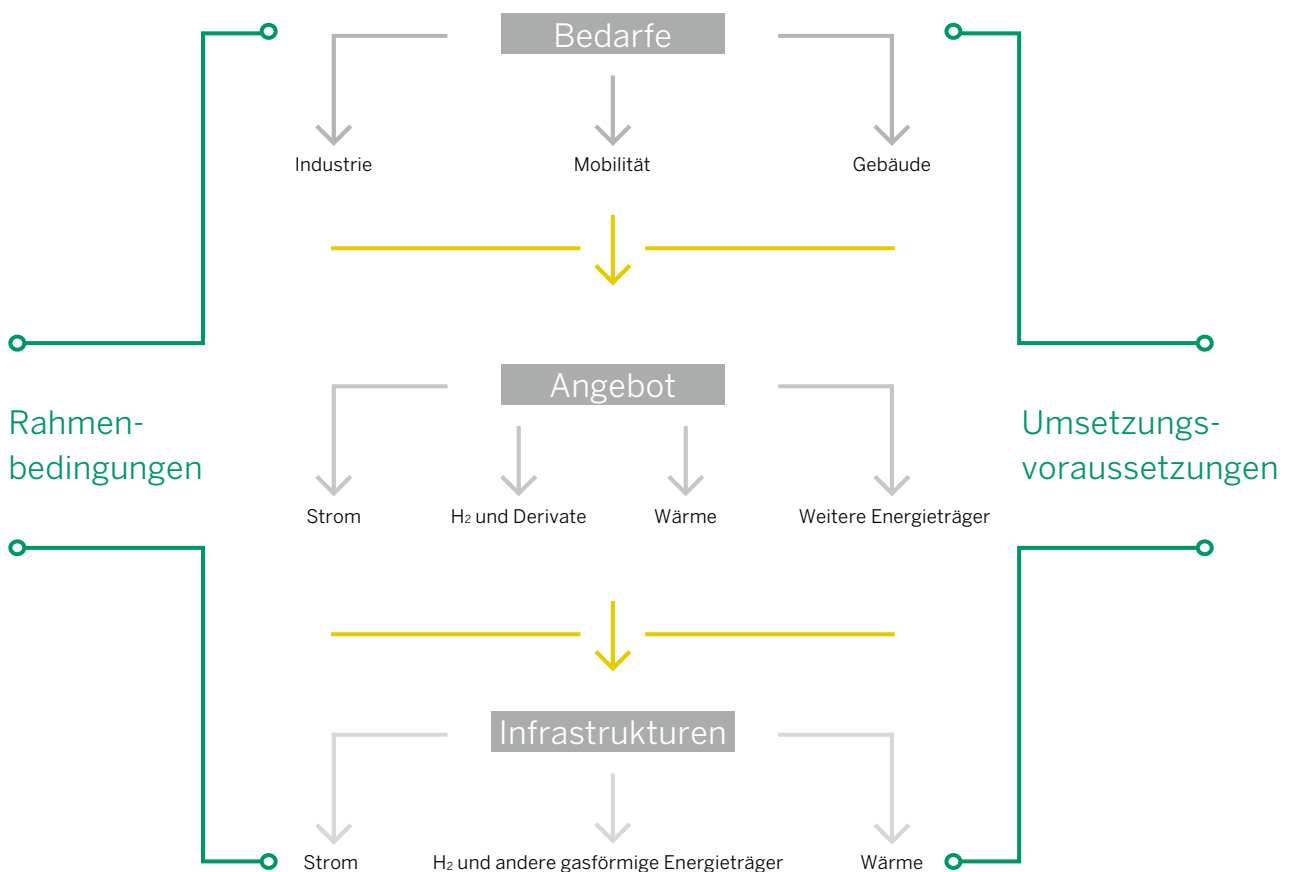 Bedarfe
Industrie
Mobilität
Gebäude
Angebot
Rahmen-
bedingungen
Umsetzungs-
voraussetzungen
Strom
H₂ und Derivate
Wärme
Weitere Energieträger
Infrastrukturen
Strom
H₂ und andere gasförmige Energieträger
Wärme